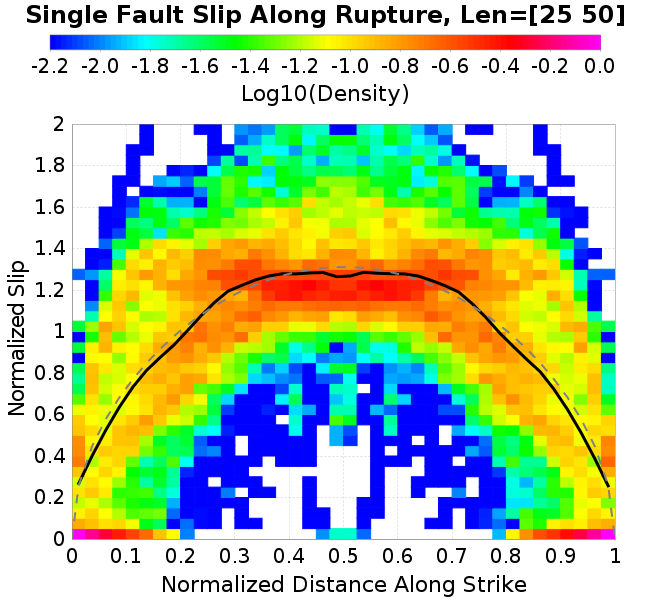 Single Fault Slip Along Rupture, Len=[25 50]
-2.2 -2.0 -1.8 -1.6 -1.4 -1.2 -1.0 -0.8 -0.6 -0.4 -0.2 0.0
Log10(Density)
2
1.8
1.6
1.4
1.2
1
0.8
0.6
0.4
0.2
0
Normalized Slip
0 0.1 0.2 0.3 0.4 0.5 0.6 0.7 0.8 0.9 1
Normalized Distance Along Strike